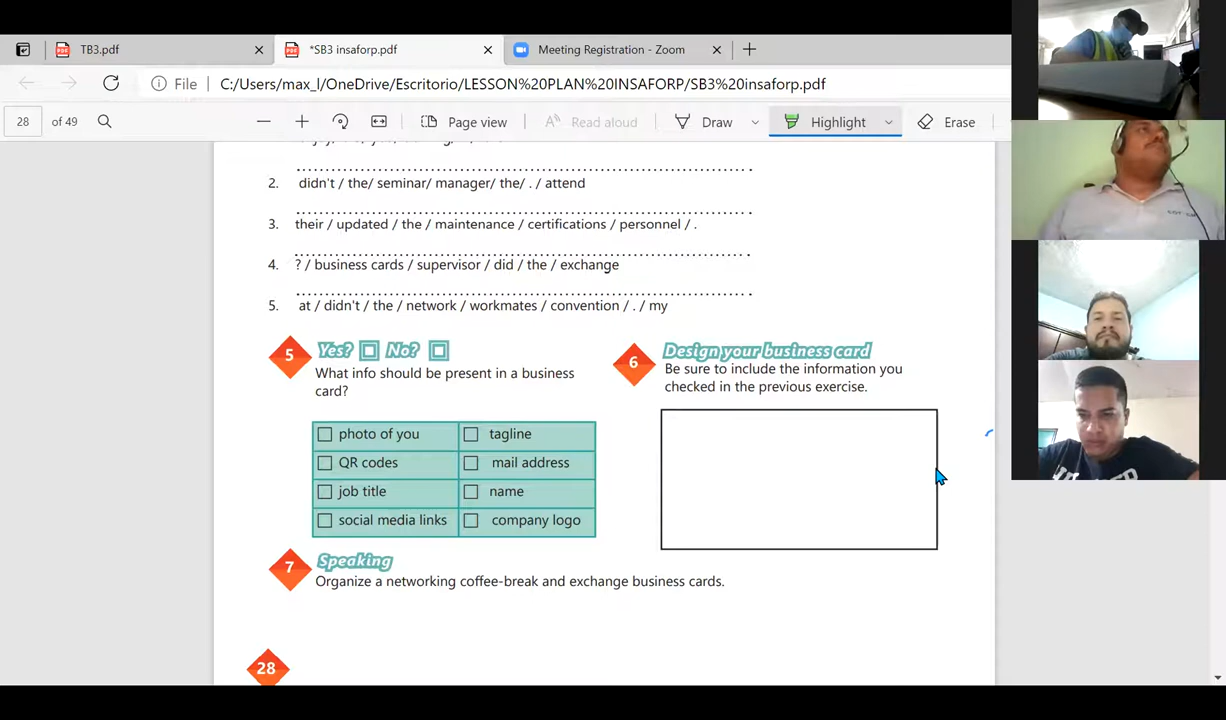 TB3.pdf
*SB3 insaforp.pdf
Meeting Registration - Zoom
File C:/Users/max_l/OneDrive/Escritorio/LESSON%20PLAN%20INSAFORP/SB3%20insaforp.pdf
28 of 49 Page view Read aloud Draw Highlight Erase
2. didn't / the/ seminar/ manager/ the/ . / attend
3. their / updated / the / maintenance / certifications / personnel / .
4. ? / business cards / supervisor / did / the / exchange
5. at / didn't / the / network / workmates / convention / . / my
5 Yes? No?
What info should be present in a business
card?
photo of you tagline
QR codes mail address
job title name
social media links company logo
6 Design your business card
Be sure to include the information you
checked in the previous exercise.
7 Speaking
Organize a networking coffee-break and exchange business cards.
28